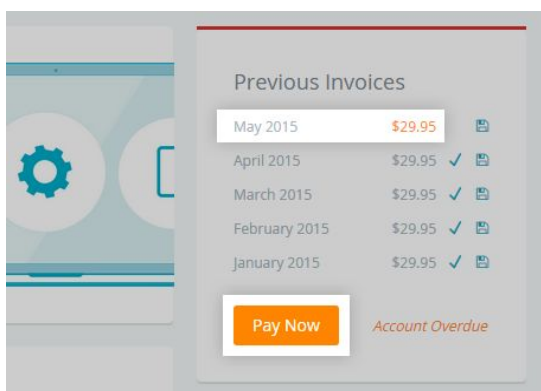 Previous Invoices
May 2015 $29.95
April 2015 $29.95
March 2015 $29.95
February 2015 $29.95
January 2015 $29.95
Pay Now Account Overdue